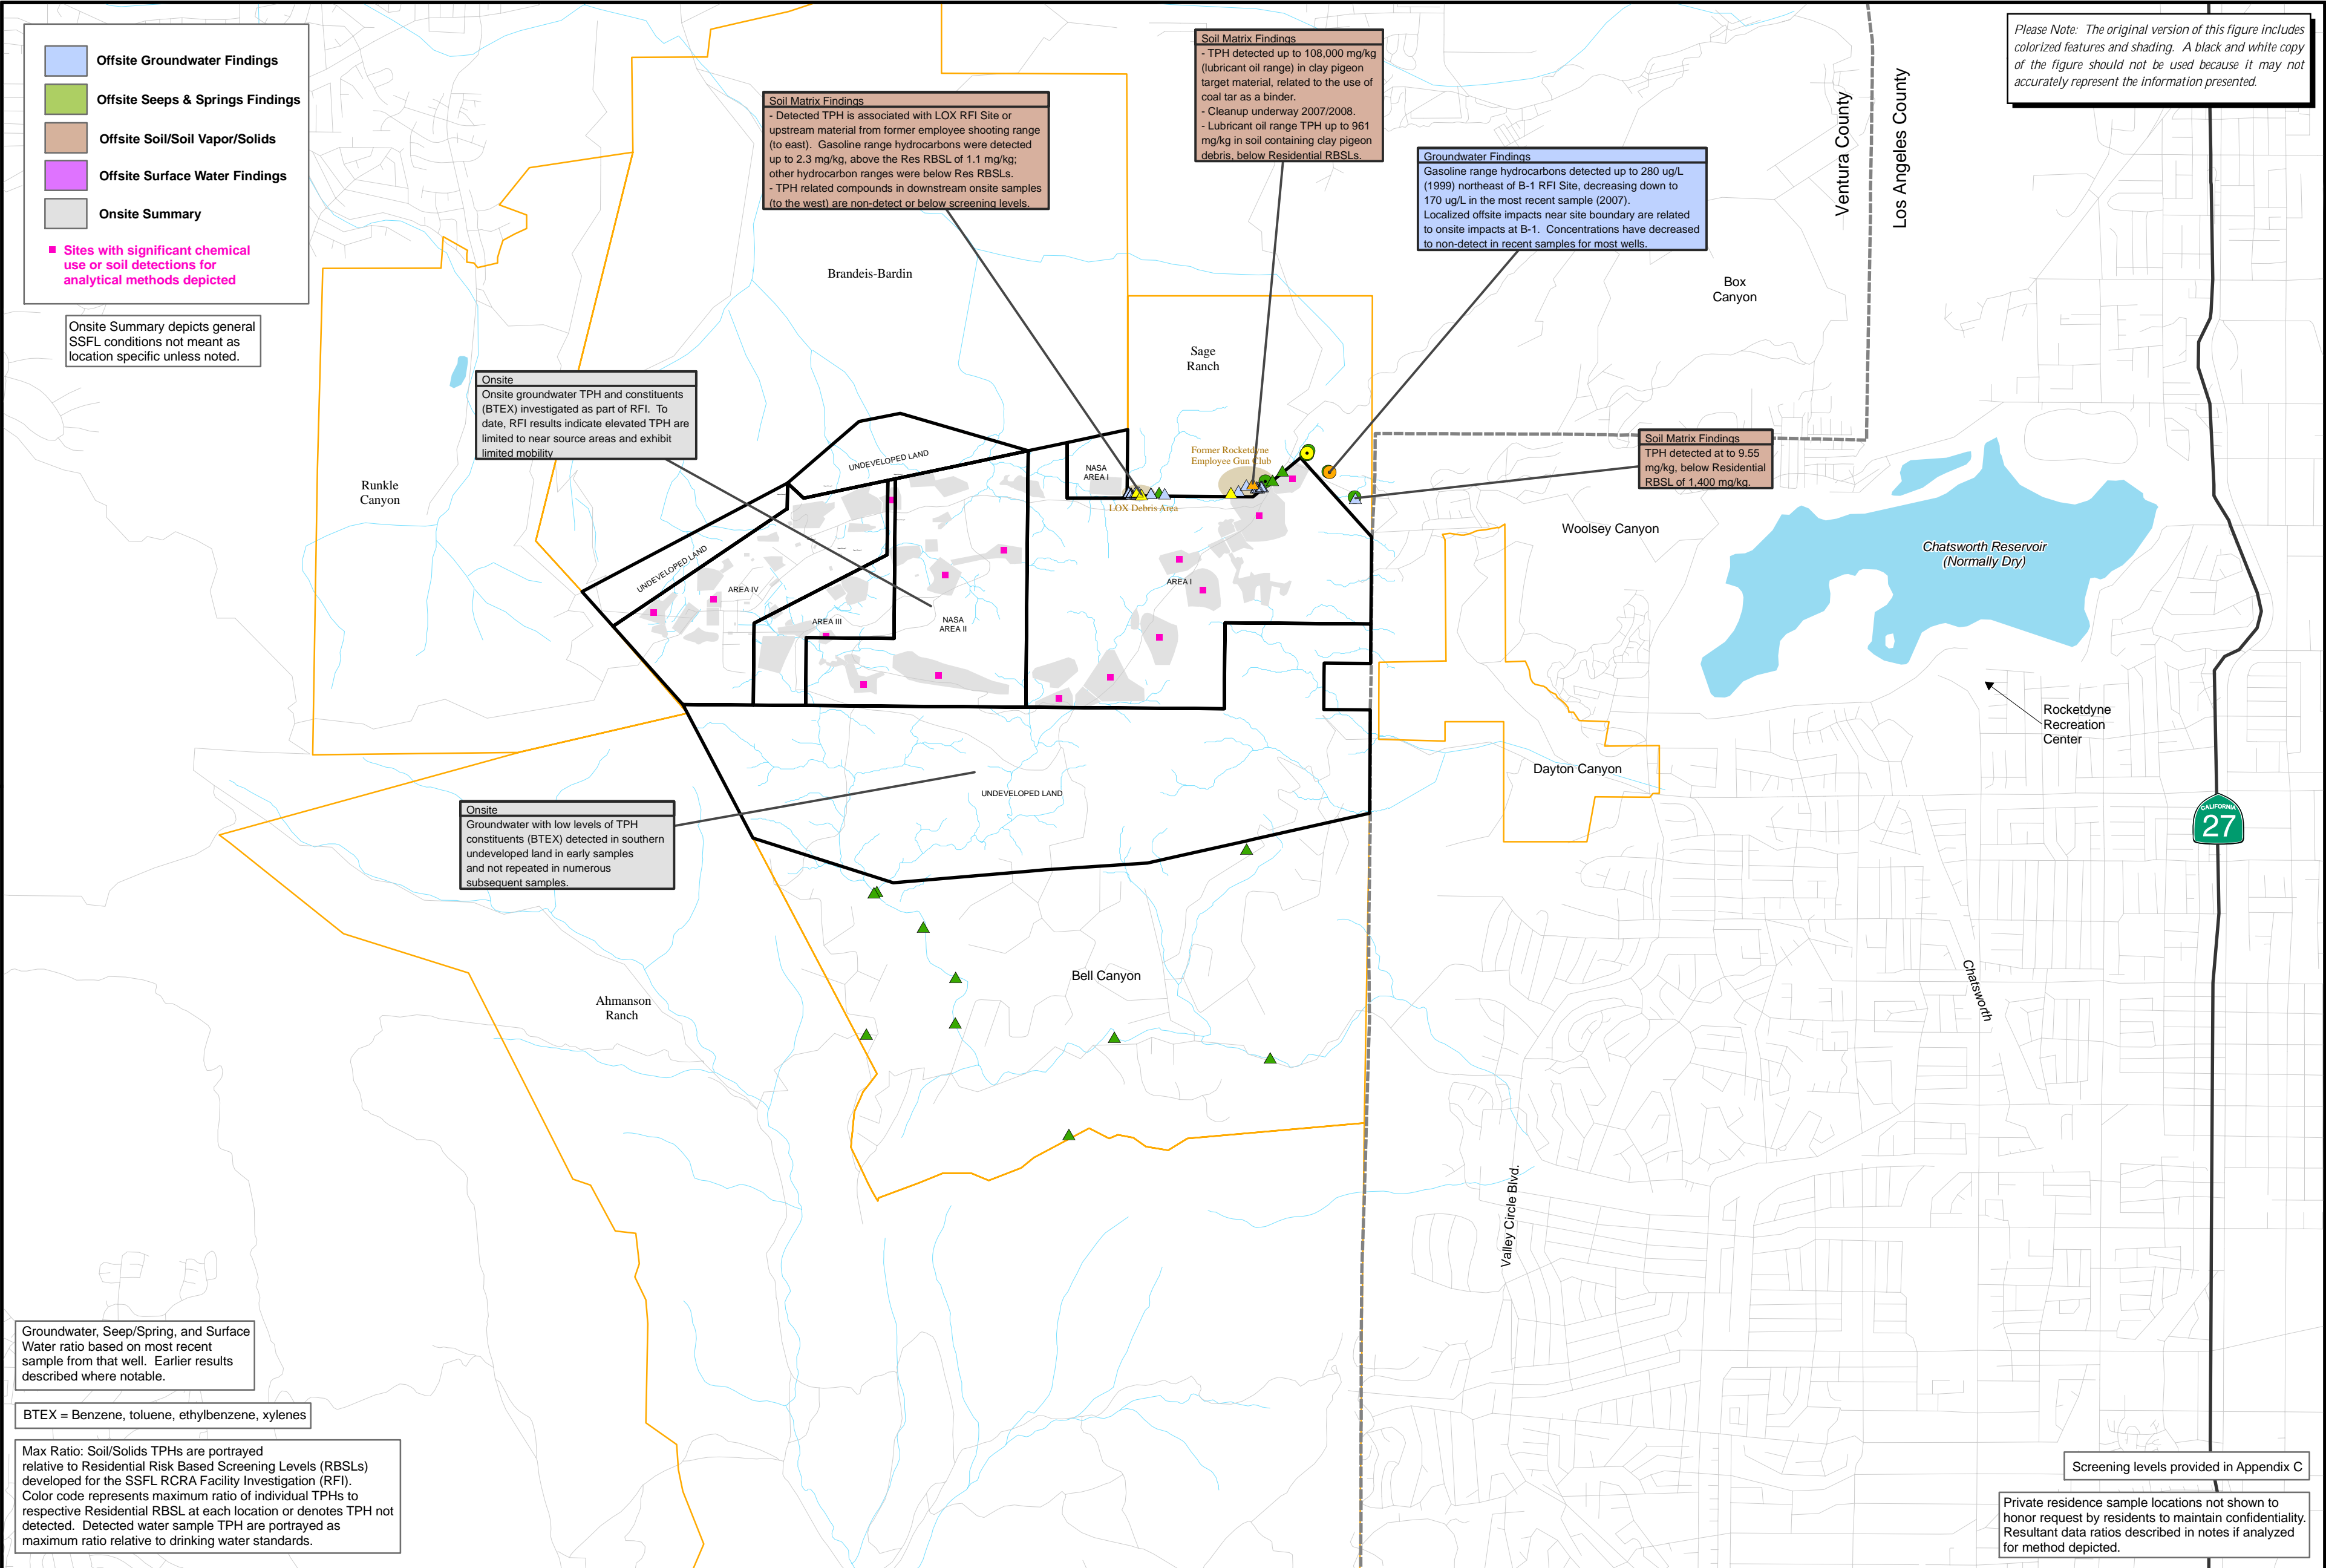 Offsite Groundwater Findings
Offsite Seeps & Springs Findings
Offsite Soil/Soil Vapor/Solids
Offsite Surface Water Findings
Onsite Summary
Sites with significant chemical
use or soil detections for
analytical methods depicted
Onsite Summary depicts general
SSFL conditions not meant as
location specific unless noted.
Soil Matrix Findings
- Detected TPH is associated with LOX RFI Site or
upstream material from former employee shooting range
(to east). Gasoline range hydrocarbons were detected
up to 2.3 mg/kg, above the Res RBSL of 1.1 mg/kg;
other hydrocarbon ranges were below Res RBSLs.
- TPH related compounds in downstream onsite samples
(to the west) are non-detect or below screening levels.
Soil Matrix Findings
- TPH detected up to 108,000 mg/kg
(lubricant oil range) in clay pigeon
target material, related to the use of
coal tar as a binder.
- Cleanup underway 2007/2008.
- Lubricant oil range TPH up to 961
mg/kg in soil containing clay pigeon
debris, below Residential RBSLs.
Groundwater Findings
Gasoline range hydrocarbons detected up to 280 ug/L
(1999) northeast of B-1 RFI Site, decreasing down to
170 ug/L in the most recent sample (2007).
Localized offsite impacts near site boundary are related
to onsite impacts at B-1. Concentrations have decreased
to non-detect in recent samples for most wells.
Please Note: The original version of this figure includes
colorized features and shading. A black and white copy
of the figure should not be used because it may not
accurately represent the information presented.
Ventura County
Los Angeles County
Brandeis-Bardin
Box
Canyon
Sage
Ranch
Onsite
Onsite groundwater TPH and constituents
(BTEX) investigated as part of RFI. To
date, RFI results indicate elevated TPH are
limited to near source areas and exhibit
limited mobility
Soil Matrix Findings
TPH detected at to 9.55
mg/kg, below Residential
RBSL of 1,400 mg/kg.
Runkle
Canyon
UNDEVELOPED LAND
NASA
AREA I
Former Rocketdyne
Employee Gun Club
LOX Debris Area
Woolsey Canyon
Chatsworth Reservoir
(Normally Dry)
UNDEVELOPED LAND
AREA IV
AREA III
NASA
AREA II
AREA I
Rocketdyne
Recreation
Center
Dayton Canyon
UNDEVELOPED LAND
CALIFORNIA
27
Onsite
Groundwater with low levels of TPH
constituents (BTEX) detected in southern
undeveloped land in early samples
and not repeated in numerous
subsequent samples.
Bell Canyon
Ahmanson
Ranch
Chatsworth
Valley Circle Blvd.
Groundwater, Seep/Spring, and Surface
Water ratio based on most recent
sample from that well. Earlier results
described where notable.
BTEX = Benzene, toluene, ethylbenzene, xylenes
Max Ratio: Soil/Solids TPHs are portrayed
relative to Residential Risk Based Screening Levels (RBSLs)
developed for the SSFL RCRA Facility Investigation (RFI).
Color code represents maximum ratio of individual TPHs to
respective Residential RBSL at each location or denotes TPH not
detected. Detected water sample TPH are portrayed as
maximum ratio relative to drinking water standards.
Screening levels provided in Appendix C
Private residence sample locations not shown to
honor request by residents to maintain confidentiality.
Resultant data ratios described in notes if analyzed
for method depicted.